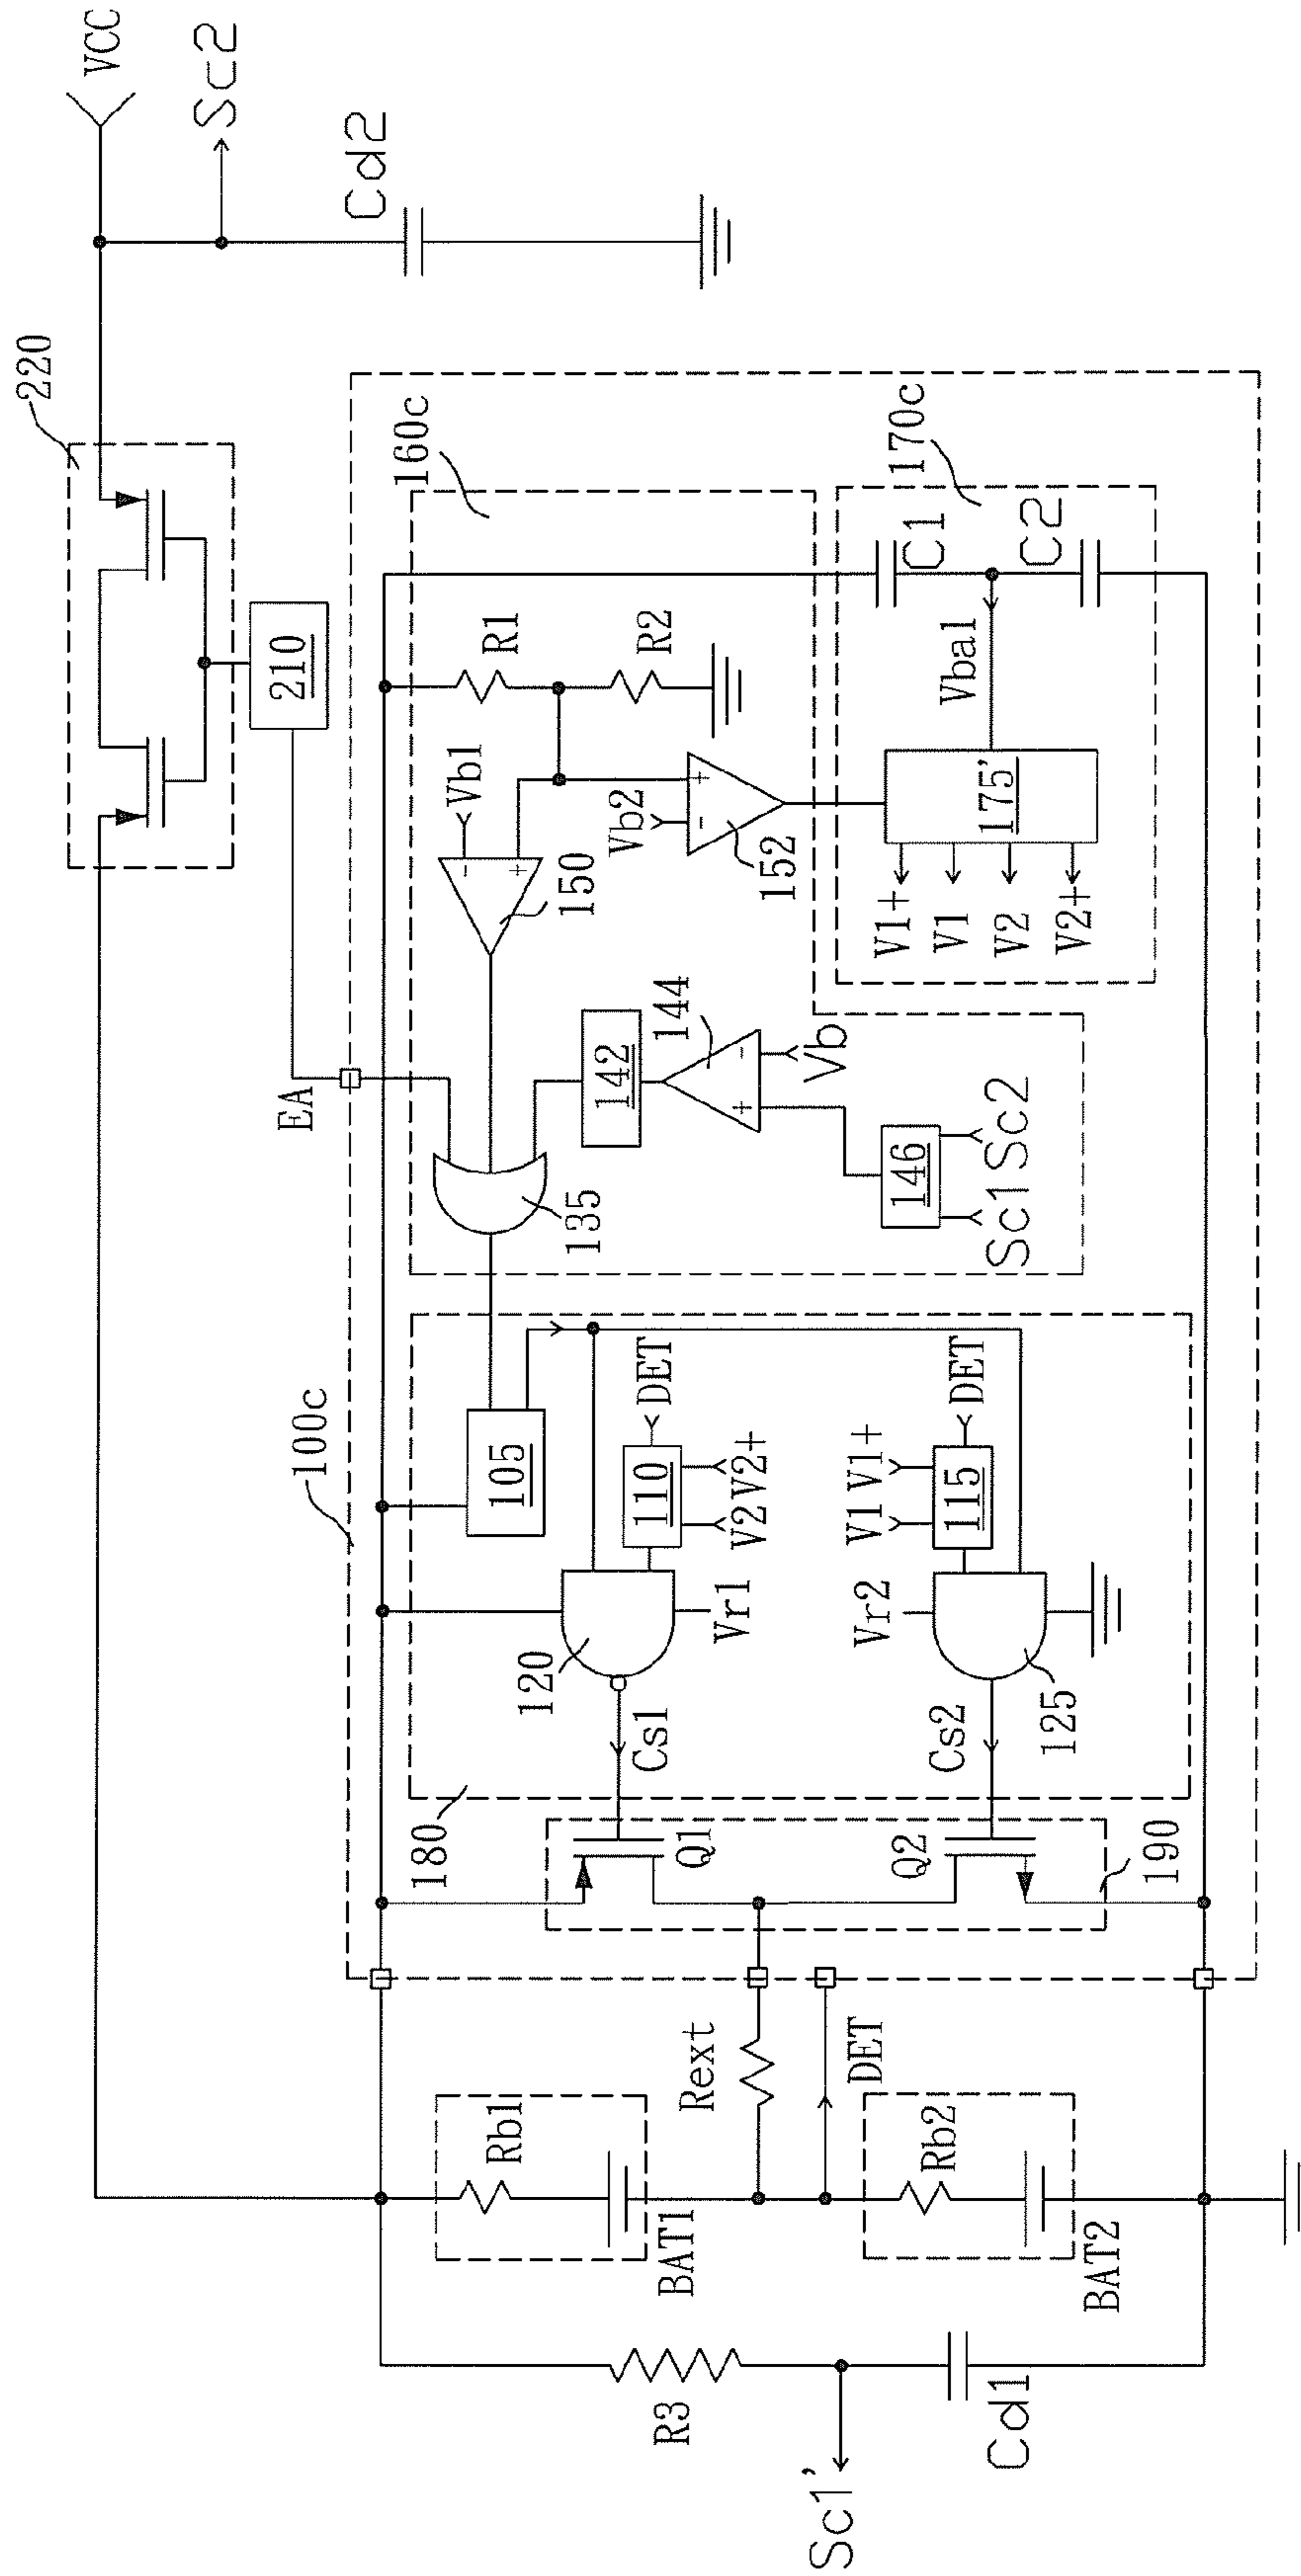 220
VCC
Sc2
210
EA
100c
Cd2
160c
180
Vb1
R1
Rb1
105
120
150
135
142
Vb2
Cs1
110
DET
R2
R3
144
BAT1
Q1
Rext
Vr1
V2 V2+
152
Vb
Sc1'
DET
Vr2
V1 V1+
V1+
170c
Q2
146
C1
Rb2
Cs2
V1
Vba1
115
DET
175'
Cd1
Sc1 Sc2
V2
C2
125
V2+
BAT2
190